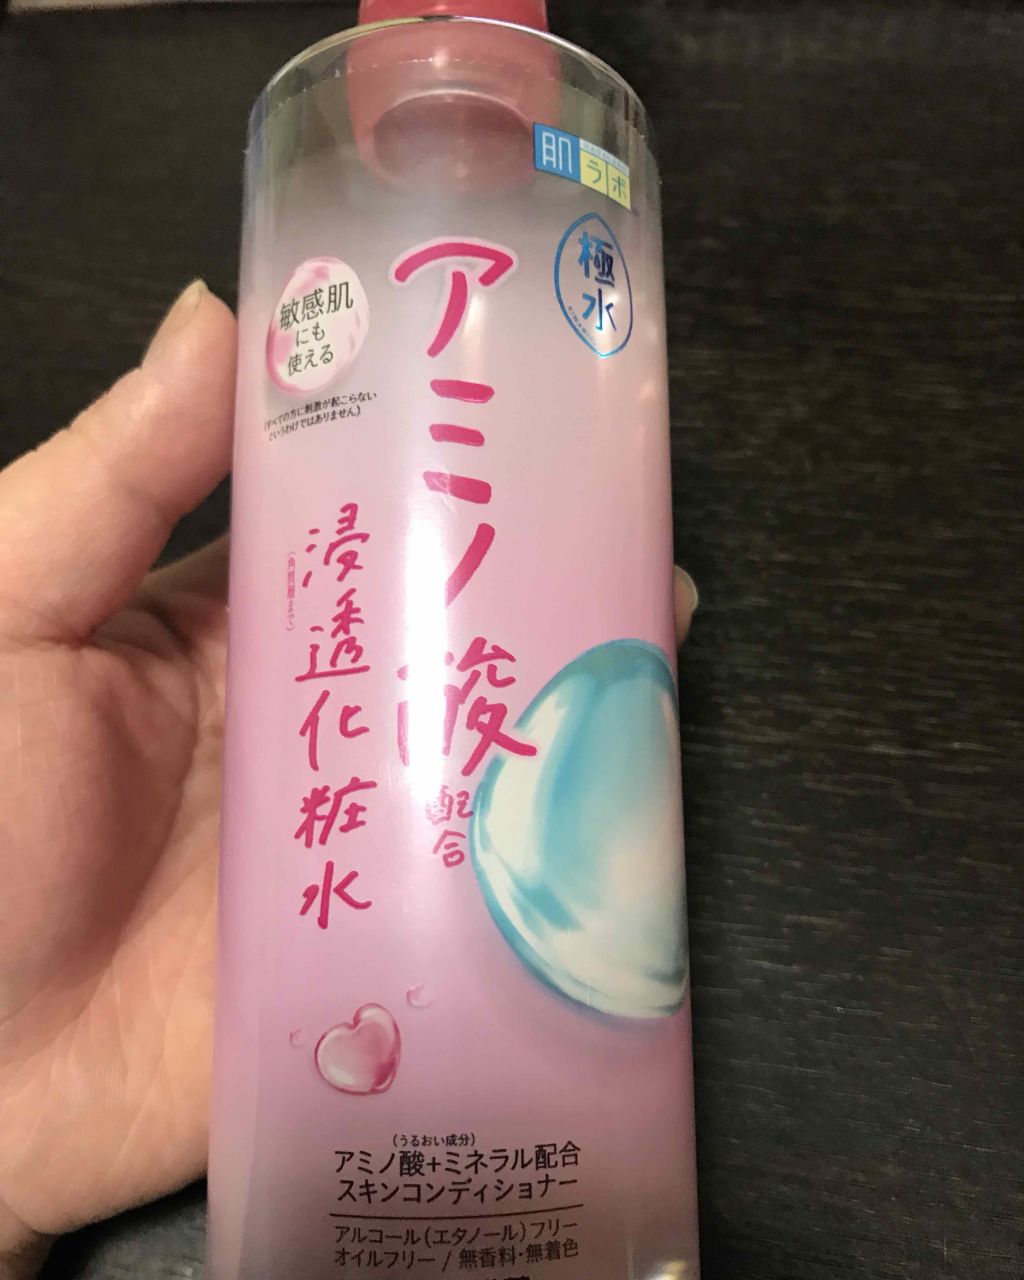 肌ラボ
極水
敏感肌
にも
使える
(すべての方に刺激が起こらない
というわけではありません)
アミノ酸
配合
浸透化粧水
(角質層まで)
(うるおい成分)
アミノ酸+ミネラル配合
スキンコンディショナー
アルコール(エタノール)フリー
オイルフリー / 無香料・無着色